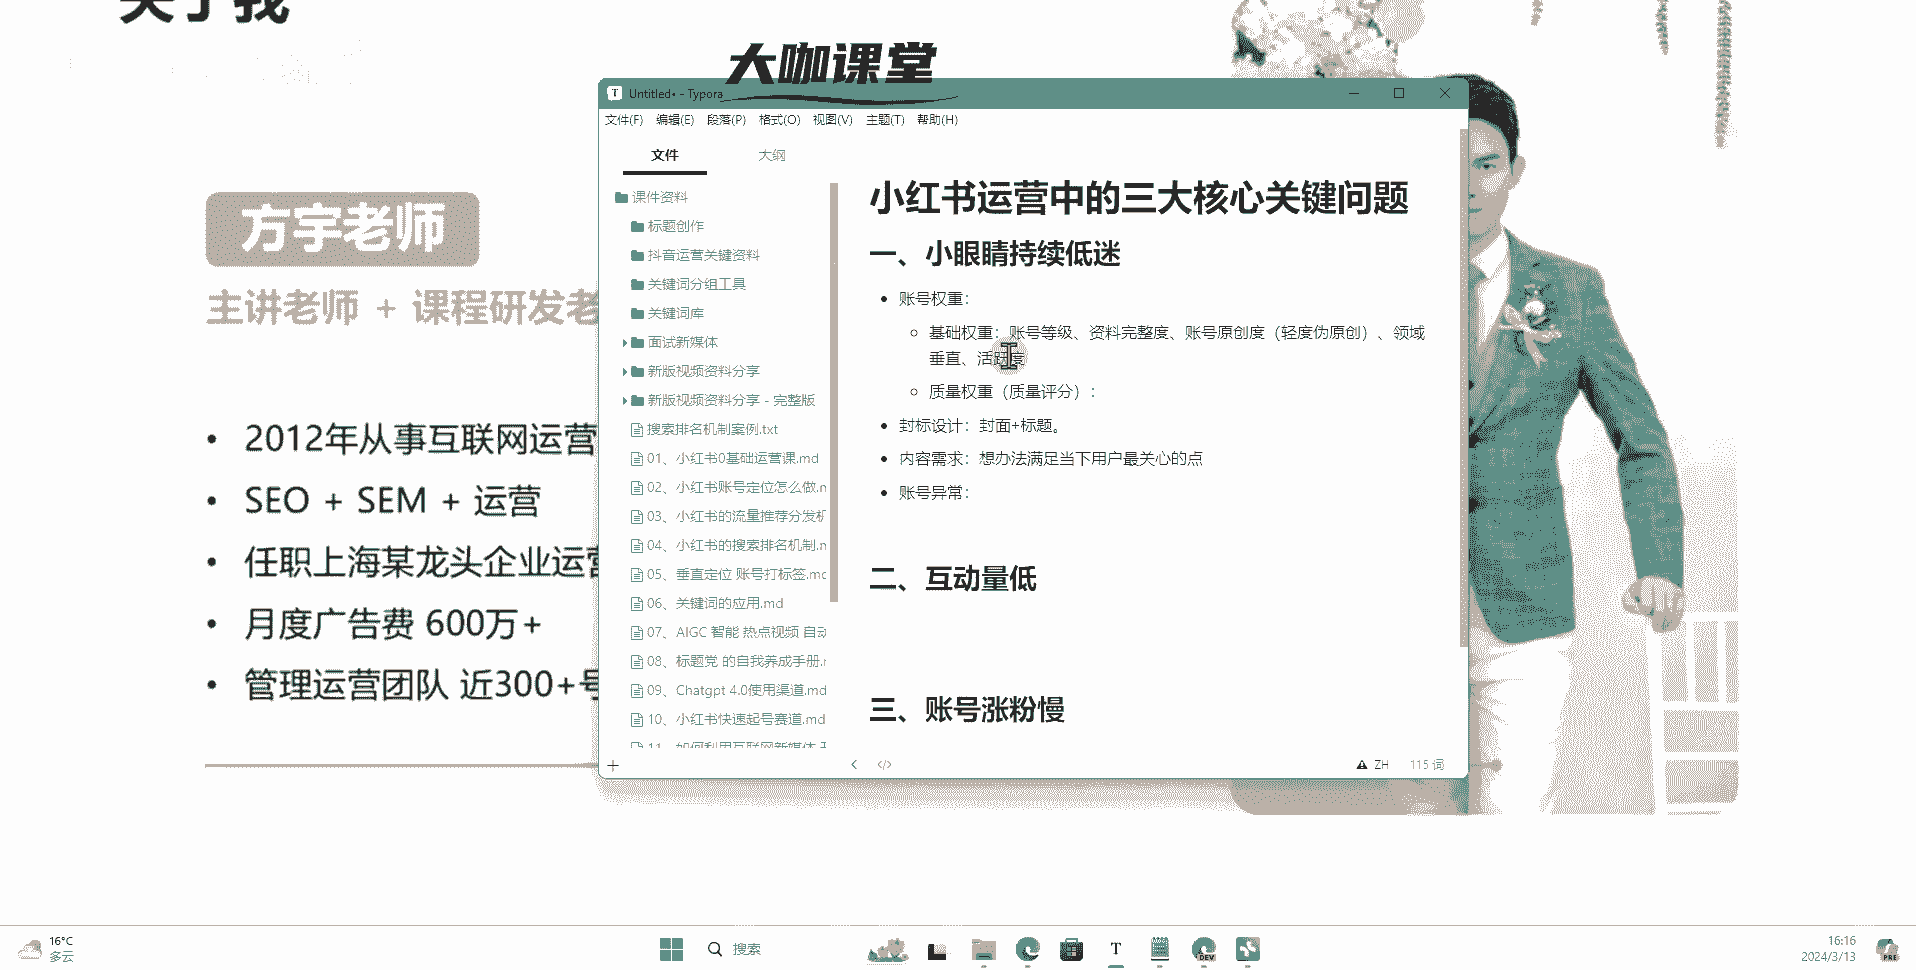 关于我
大咖课堂
方宇老师
主讲老师 + 课程研发老
2012年从事互联网运营
SEO + SEM + 运营
任职上海某龙头企业运营
月度广告费 600万+
管理运营团队 近300+号
Untitled• - Typora
文件(F) 编辑(E) 段落(P) 格式(O) 视图(V) 主题(T) 帮助(H)
文件 大纲
课件资料
标题创作
抖音运营关键资料
关键词分组工具
关键词库
面试新媒体
新版视频资料分享
新版视频资料分享 - 完整版
搜索排名机制案例.txt
01、小红书0基础运营课.md
02、小红书账号定位怎么做.m
03、小红书的流量推荐分发机
04、小红书的搜索排名机制.m
05、垂直定位 账号打标签.md
06、关键词的应用.md
07、AIGC 智能 热点视频 自动
08、标题党 的自我养成手册.m
09、Chatgpt 4.0使用渠道.md
10、小红书快速起号赛道.md
11、如何利用互联网新媒体
小红书运营中的三大核心关键问题
一、小眼睛持续低迷
账号权重：
基础权重：账号等级、资料完整度、账号原创度（轻度伪原创）、领域
垂直、活跃度
质量权重（质量评分）：
封标设计：封面+标题。
内容需求：想办法满足当下用户最关心的点
账号异常：
二、互动量低
三、账号涨粉慢
ZH 115 词
16°C
多云
搜索
T
DEV
16:16
2024/3/13
PRE